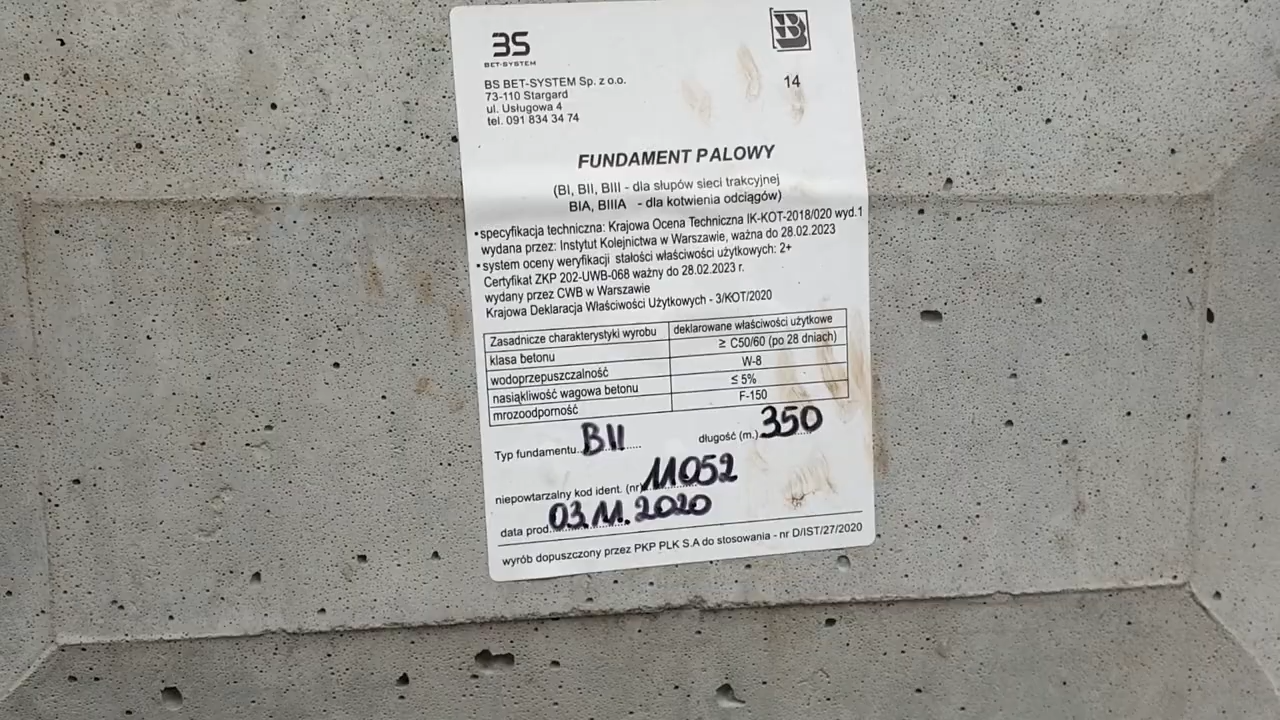 BS
BET-SYSTEM
B
BS BET-SYSTEM Sp. z o.o.
73-110 Stargard
ul. Usługowa 4
tel. 091 834 34 74
14
FUNDAMENT PALOWY
(BI, BII, BIII - dla słupów sieci trakcyjnej
BIA, BIIIA - dla kotwienia odciągów)
•specyfikacja techniczna: Krajowa Ocena Techniczna IK-KOT-2018/020 wyd.1
wydana przez: Instytut Kolejnictwa w Warszawie, ważna do 28.02.2023
•system oceny weryfikacji stałości właściwości użytkowych: 2+
Certyfikat ZKP 202-UWB-068 ważny do 28.02.2023 r.
wydany przez CWB w Warszawie
Krajowa Deklaracja Właściwości Użytkowych - 3/KOT/2020
Zasadnicze charakterystyki wyrobu deklarowane właściwości użytkowe
klasa betonu ≥ C50/60 (po 28 dniach)
wodoprzepuszczalność W-8
nasiąkliwość wagowa betonu ≤ 5%
mrozoodporność F-150
Typ fundamentu...BII...... długość (m.) 350
niepowtarzalny kod ident. (nr) 11052
data prod. 03.11.2020
wyrób dopuszczony przez PKP PLK S.A do stosowania - nr D/IST/27/2020